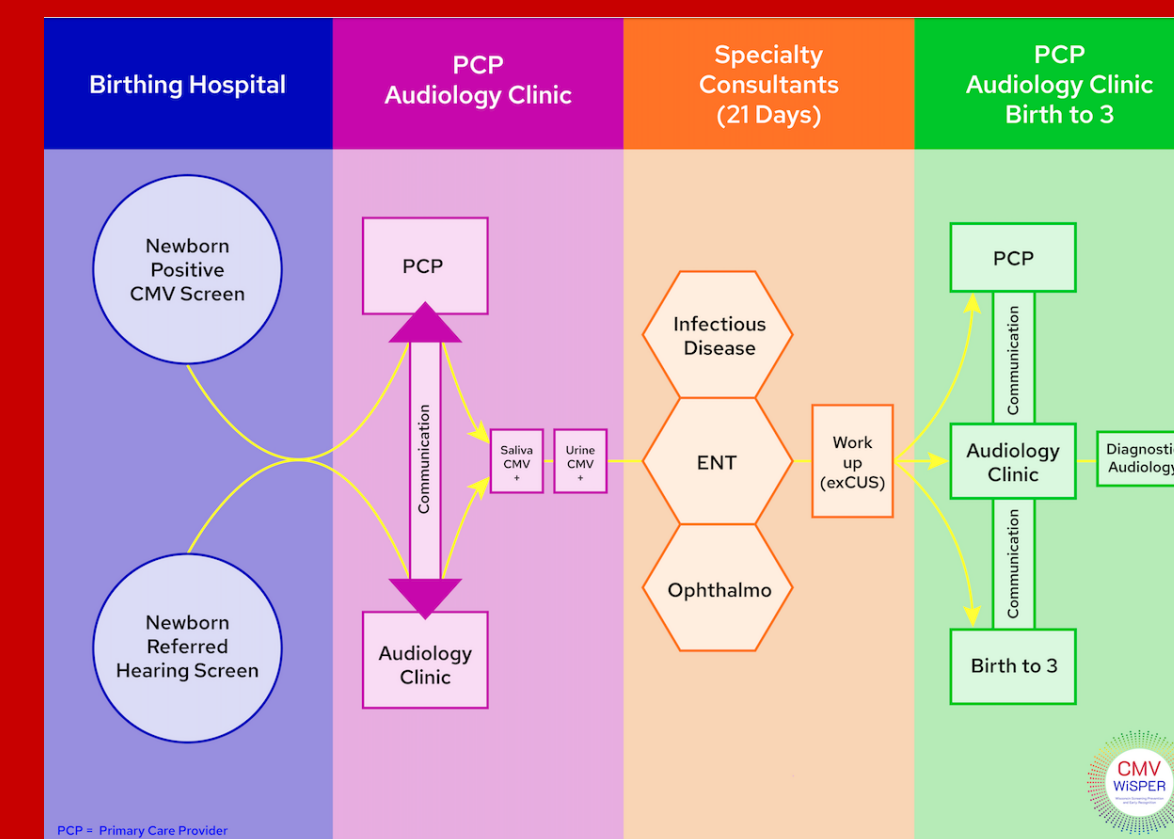 Birthing Hospital
PCP
Audiology Clinic
Specialty
Consultants
(21 Days)
PCP
Audiology Clinic
Birth to 3
Newborn
Positive
CMV Screen
Newborn
Referred
Hearing Screen
PCP
Communication
Audiology
Clinic
Saliva
CMV
+
Urine
CMV
+
Infectious
Disease
ENT
Ophthalmo
Work
up
(exCUS)
PCP
Communication
Audiology
Clinic
Communication
Birth to 3
Diagnosti
Audiology
CMV
WiSPER
PCP = Primary Care Provider